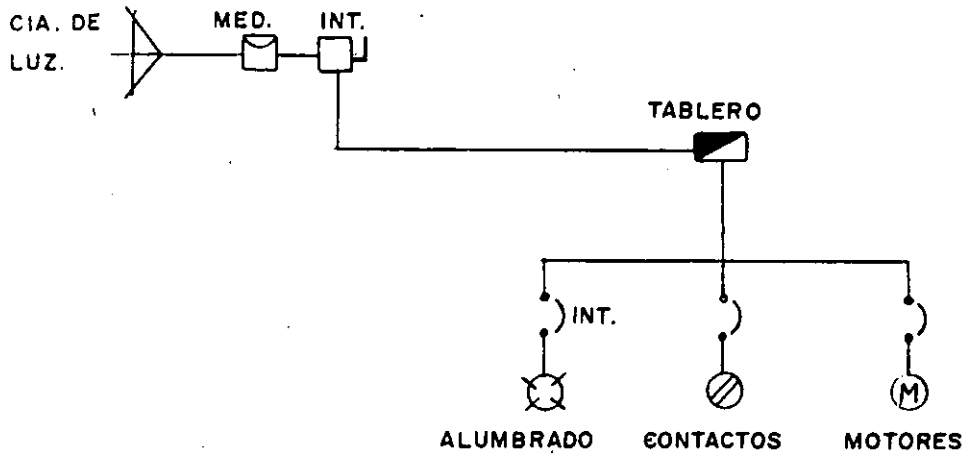 CIA. DE
LUZ.
MED.
INT.
TABLERO
INT.
M
ALUMBRADO
CONTACTOS
MOTORES